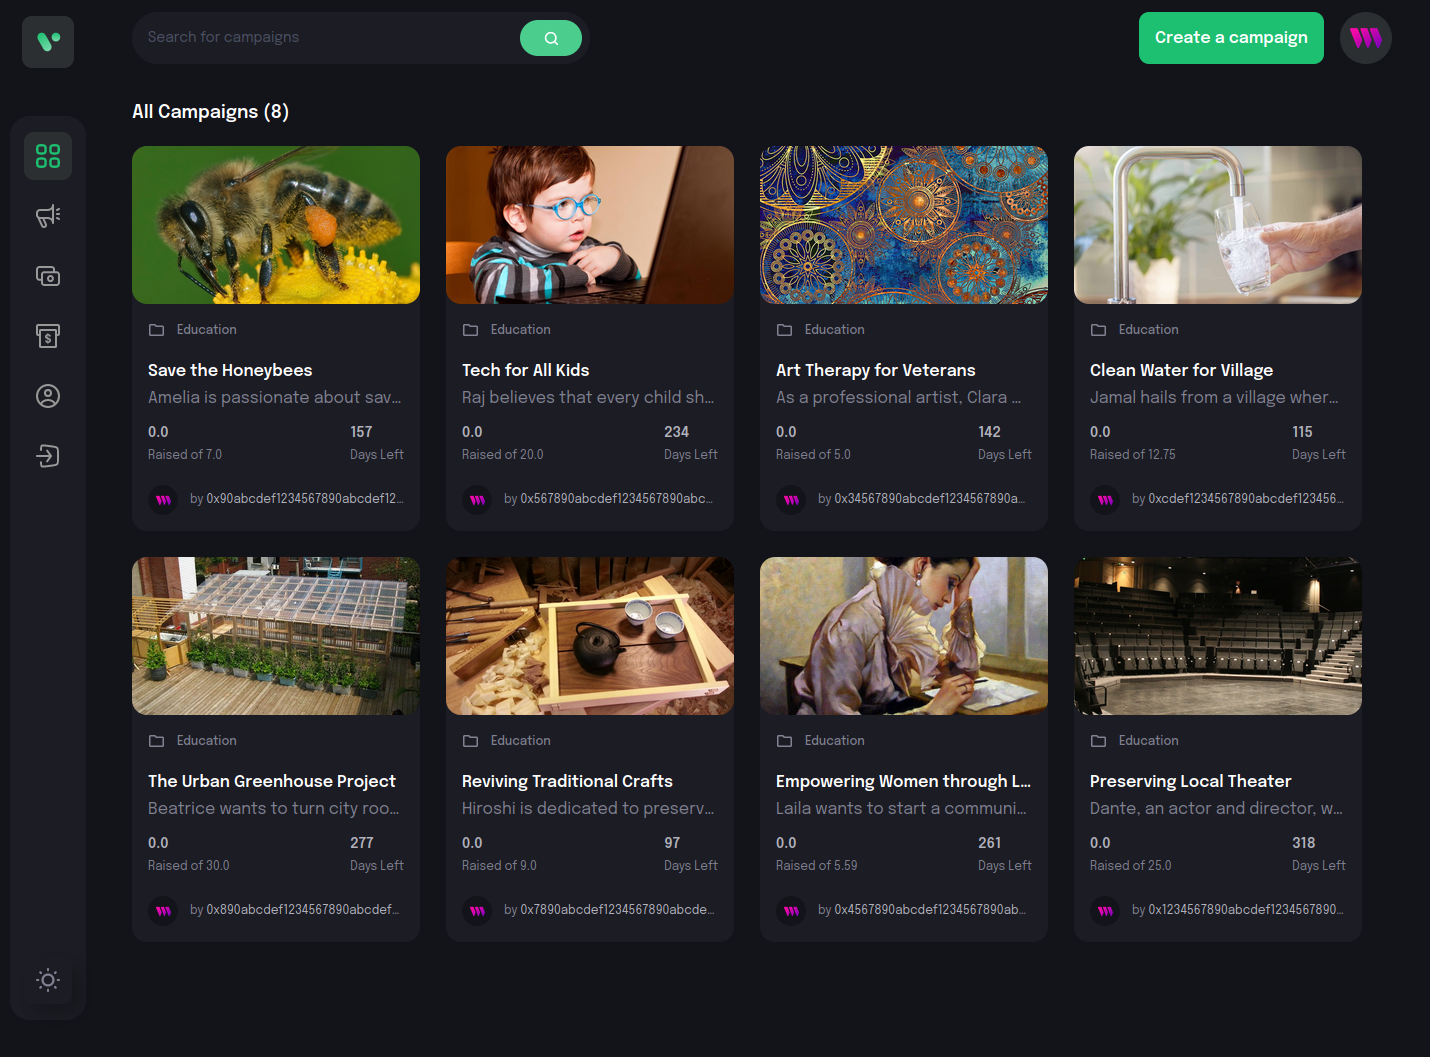 Search for campaigns
Create a campaign
All Campaigns (8)
Education
Save the Honeybees
Amelia is passionate about sav...
0.0
157
Raised of 7.0
Days Left
by 0x90abcdef1234567890abcdef12...
Education
Tech for All Kids
Raj believes that every child sh...
0.0
234
Raised of 20.0
Days Left
by 0x567890abcdef1234567890abc...
Education
Art Therapy for Veterans
As a professional artist, Clara ...
0.0
142
Raised of 5.0
Days Left
by 0x34567890abcdef1234567890a...
Education
Clean Water for Village
Jamal hails from a village wher...
0.0
115
Raised of 12.75
Days Left
by 0xcdef1234567890abcdef123456...
Education
The Urban Greenhouse Project
Beatrice wants to turn city roo...
0.0
277
Raised of 30.0
Days Left
by 0x890abcdef1234567890abcdef...
Education
Reviving Traditional Crafts
Hiroshi is dedicated to preserv...
0.0
97
Raised of 9.0
Days Left
by 0x7890abcdef1234567890abcde...
Education
Empowering Women through L...
Laila wants to start a communi...
0.0
261
Raised of 5.59
Days Left
by 0x4567890abcdef1234567890ab...
Education
Preserving Local Theater
Dante, an actor and director, w...
0.0
318
Raised of 25.0
Days Left
by 0x1234567890abcdef1234567890...